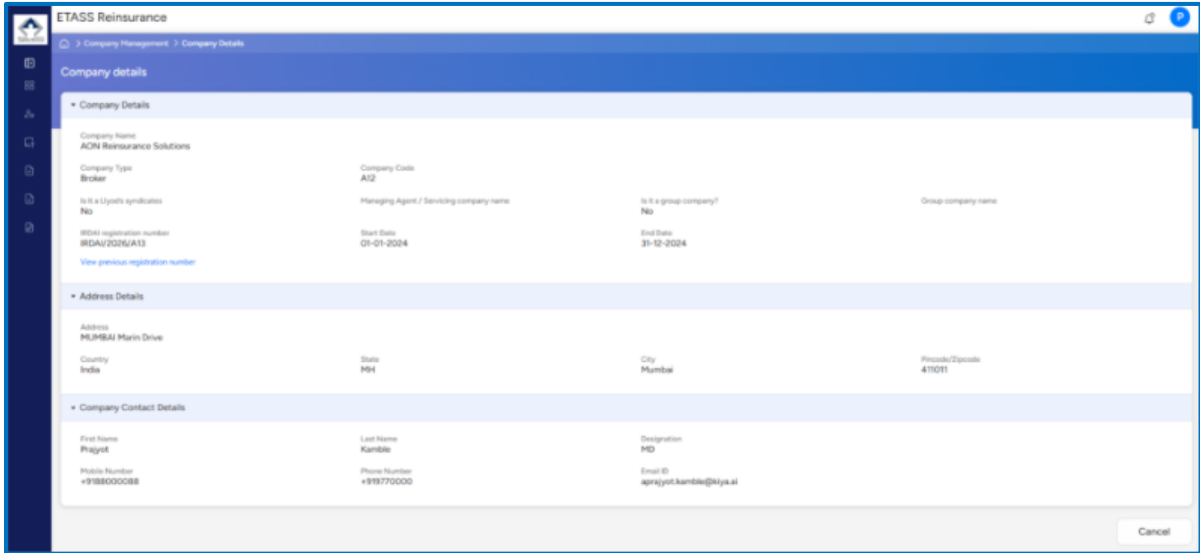 ETASS Reinsurance
P
> Company Management > Company Details
Company details
Company Details
Company Name
AON Reinsurance Solutions
Company Type
Company Code
Broker
A12
Is it a Llyod's syndicates
Managing Agent / Servicing company name
Is it a group company?
Group company name
No
No
IRDAI registration number
Start Date
End Date
IRDAI/2026/A13
01-01-2024
31-12-2024
View previous registration number
Address Details
Address
MUMBAI Marin Drive
Country
State
City
Pincode/Zipcode
India
MH
Mumbai
411011
Company Contact Details
First Name
Last Name
Designation
Prajyot
Kamble
MD
Mobile Number
Phone Number
Email ID
+9188000088
+919770000
aprajyot.kamble@kiya.ai
Cancel